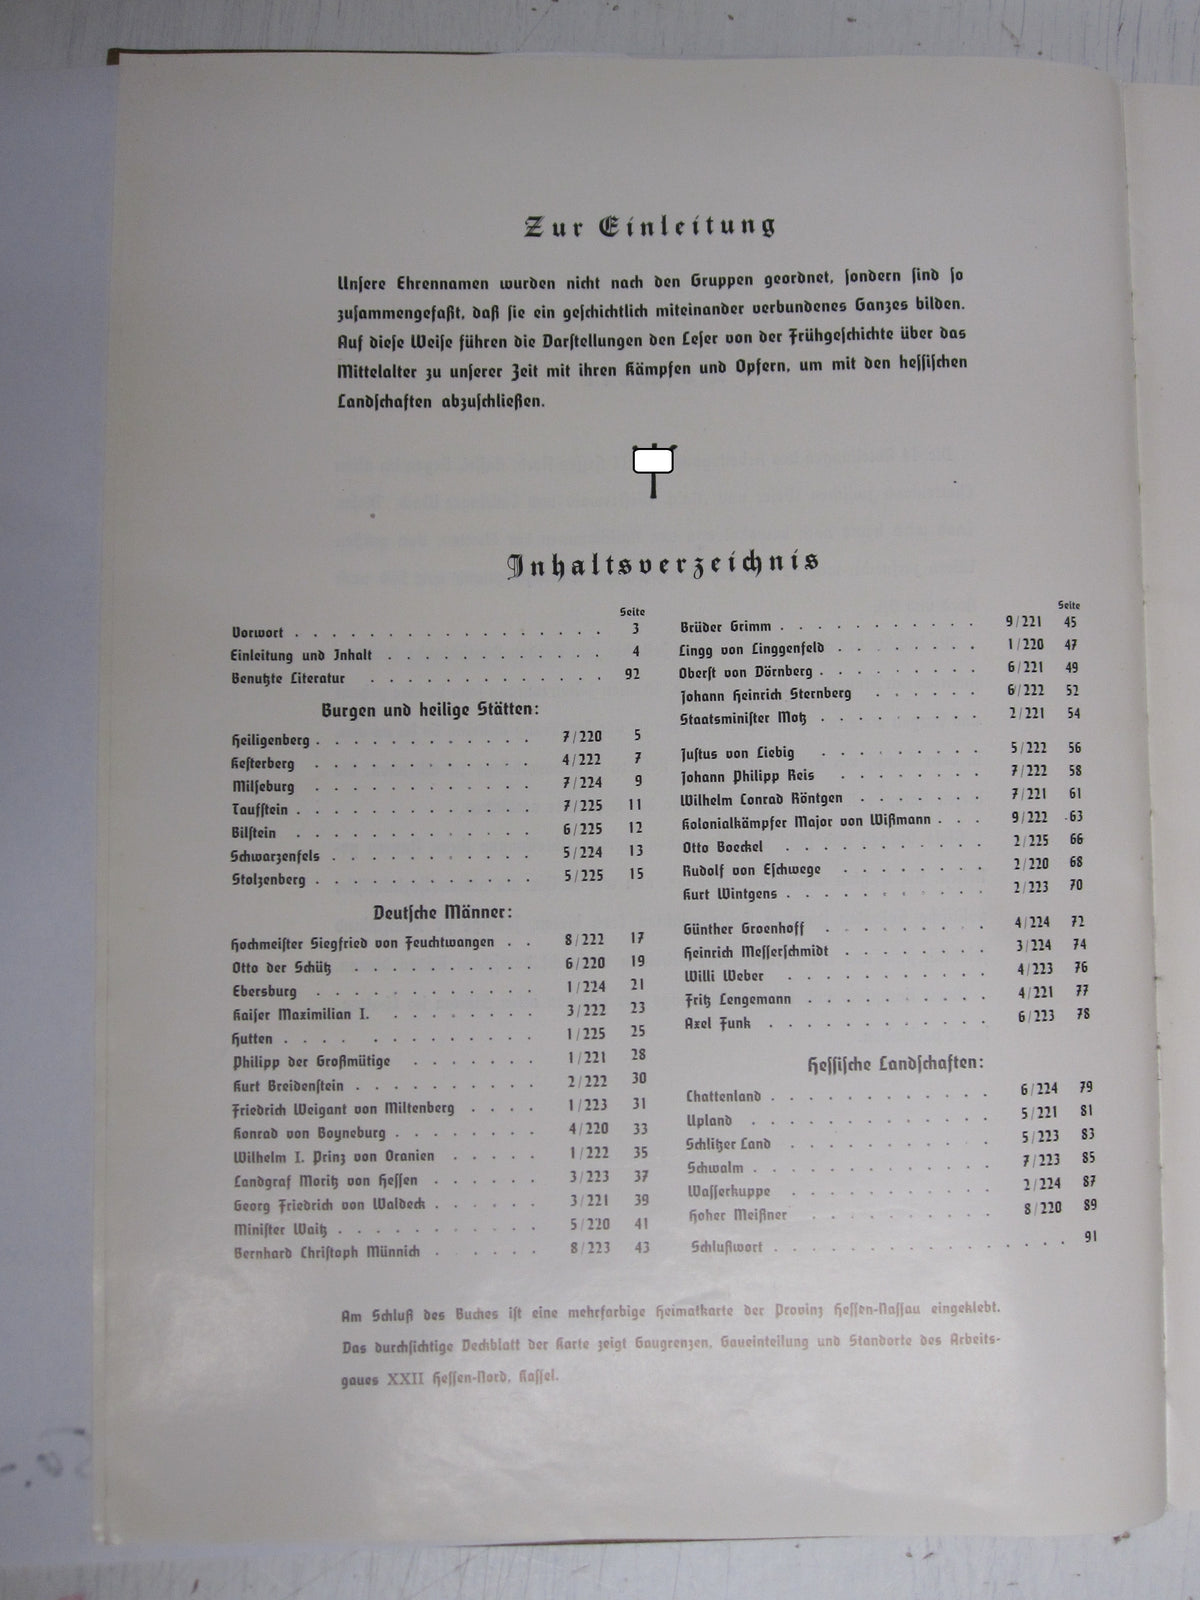 Zur Einleitung
Unsere Ehrennamen wurden nicht nach den Gruppen geordnet, sondern sind so
zusammengefaßt, daß sie ein geschichtlich miteinander verbundenes Ganzes bilden.
Auf diese Weise führen die Darstellungen den Leser von der Frühgeschichte über das
Mittelalter zu unserer Zeit mit ihren Kämpfen und Opfern, um mit den hessischen
Landschaften abzuschließen.
Inhaltsverzeichnis
Seite
Vorwort . . . . . . . . . . . . . . . . . 3
Einleitung und Inhalt . . . . . . . . . . . . 4
Benutzte Literatur . . . . . . . . . . . . . 92
Burgen und heilige Stätten:
Heiligenberg . . . . . . . . . . . . 7/220 5
Kesterberg . . . . . . . . . . . . 4/222 7
Milseburg . . . . . . . . . . . . 7/224 9
Taufstein . . . . . . . . . . . . . 7/225 11
Bilstein . . . . . . . . . . . . . 6/225 12
Schwarzenfels . . . . . . . . . . . 5/224 13
Stolzenberg . . . . . . . . . . . . 5/225 15
Deutsche Männer:
Hochmeister Siegfried von Feuchtwangen . . 8/222 17
Otto der Schütz . . . . . . . . . . 6/220 19
Ebersburg . . . . . . . . . . . . 1/224 21
Kaiser Maximilian I. . . . . . . . . 3/222 23
Hutten . . . . . . . . . . . . . 1/225 25
Philipp der Großmütige . . . . . . . 1/221 28
Kurt Breidenstein . . . . . . . . . . 2/222 30
Friedrich Weigant von Miltenberg . . . . 1/223 31
Konrad von Boyneburg . . . . . . . . 4/220 33
Wilhelm I. Prinz von Oranien . . . . . 1/222 35
Landgraf Moritz von Hessen . . . . . . 3/223 37
Georg Friedrich von Waldeck . . . . . . 3/221 39
Minister Waitz . . . . . . . . . . . 5/220 41
Bernhard Christoph Münnich . . . . . . 8/223 43
Seite
Brüder Grimm . . . . . . . . . . . 9/221 45
Lingg von Linggenfeld . . . . . . . . 1/220 47
Oberst von Dörnberg . . . . . . . . . 6/221 49
Johann Heinrich Sternberg . . . . . . 6/222 52
Staatsminister Motz . . . . . . . . . 2/221 54
Justus von Liebig . . . . . . . . . 5/222 56
Johann Philipp Reis . . . . . . . . 7/222 58
Wilhelm Conrad Röntgen . . . . . . . 7/221 61
Kolonialkämpfer Major von Wißmann . . . 9/222 63
Otto Boeckel . . . . . . . . . . . 2/225 66
Rudolf von Eschwege . . . . . . . . 2/220 68
Kurt Wintgens . . . . . . . . . . . 2/223 70
Günther Groenhoff . . . . . . . . . 4/224 72
Heinrich Messerschmidt . . . . . . . . 3/224 74
Willi Weber . . . . . . . . . . . 4/223 76
Fritz Lengemann . . . . . . . . . . 4/221 77
Axel Funk . . . . . . . . . . . . 6/223 78
Hessische Landschaften:
Chattenland . . . . . . . . . . . . 6/224 79
Upland . . . . . . . . . . . . . 5/221 81
Schlitzer Land . . . . . . . . . . . 5/223 83
Schwalm . . . . . . . . . . . . . 7/223 85
Wasserkuppe . . . . . . . . . . . 2/224 87
Hoher Meißner . . . . . . . . . . 8/220 89
Schlußwort . . . . . . . . . . . . . . . . 91
Am Schluß des Buches ist eine mehrfarbige Heimatkarte der Provinz Hessen-Nassau eingeklebt.
Das durchsichtige Deckblatt der Karte zeigt Gaugrenzen, Gaueinteilung und Standorte des Arbeits-
gaues XXII Hessen-Nord, Kassel.